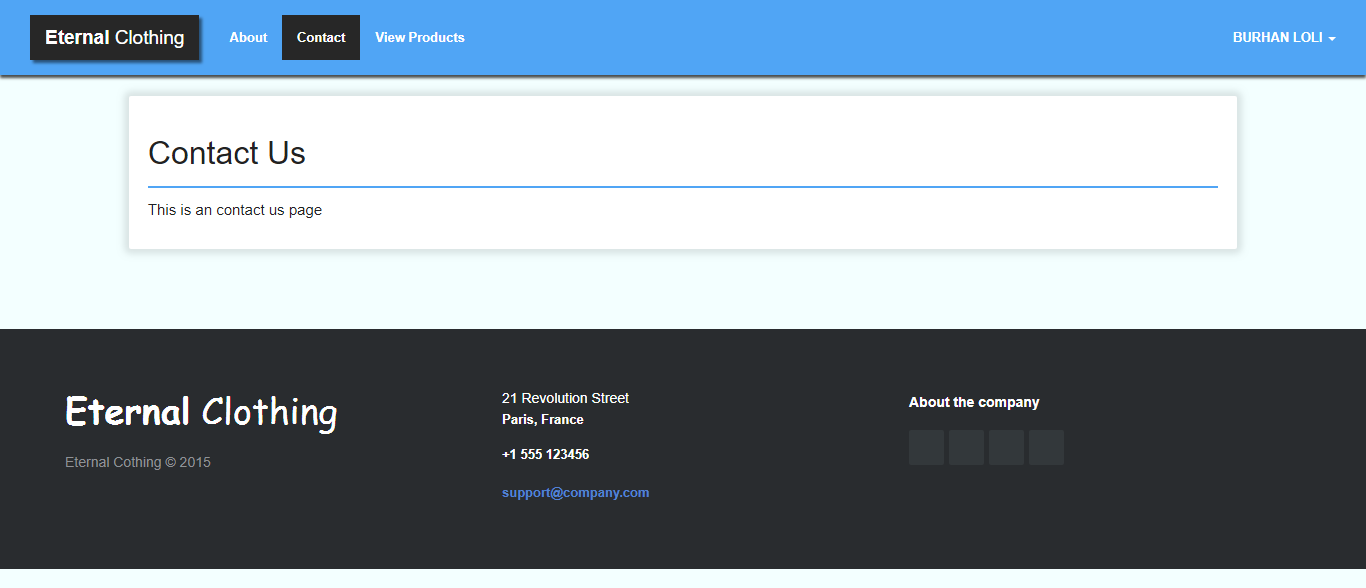 Eternal Clothing
About
Contact
View Products
BURHAN LOLI
Contact Us
This is an contact us page
Eternal Clothing
Eternal Cothing © 2015
21 Revolution Street
Paris, France
+1 555 123456
support@company.com
About the company